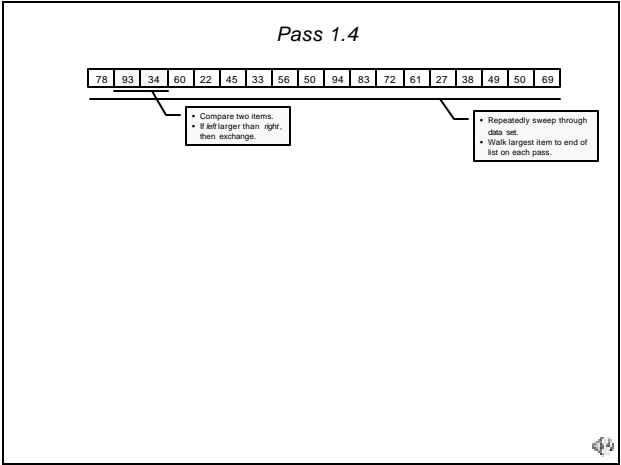 Pass 1.4
78 93 34 60 22 45 33 56 50 94 83 72 61 27 38 49 50 69
• Compare two items.
• If left larger than right,
then exchange.
• Repeatedly sweep through
data set.
• Walk largest item to end of
list on each pass.